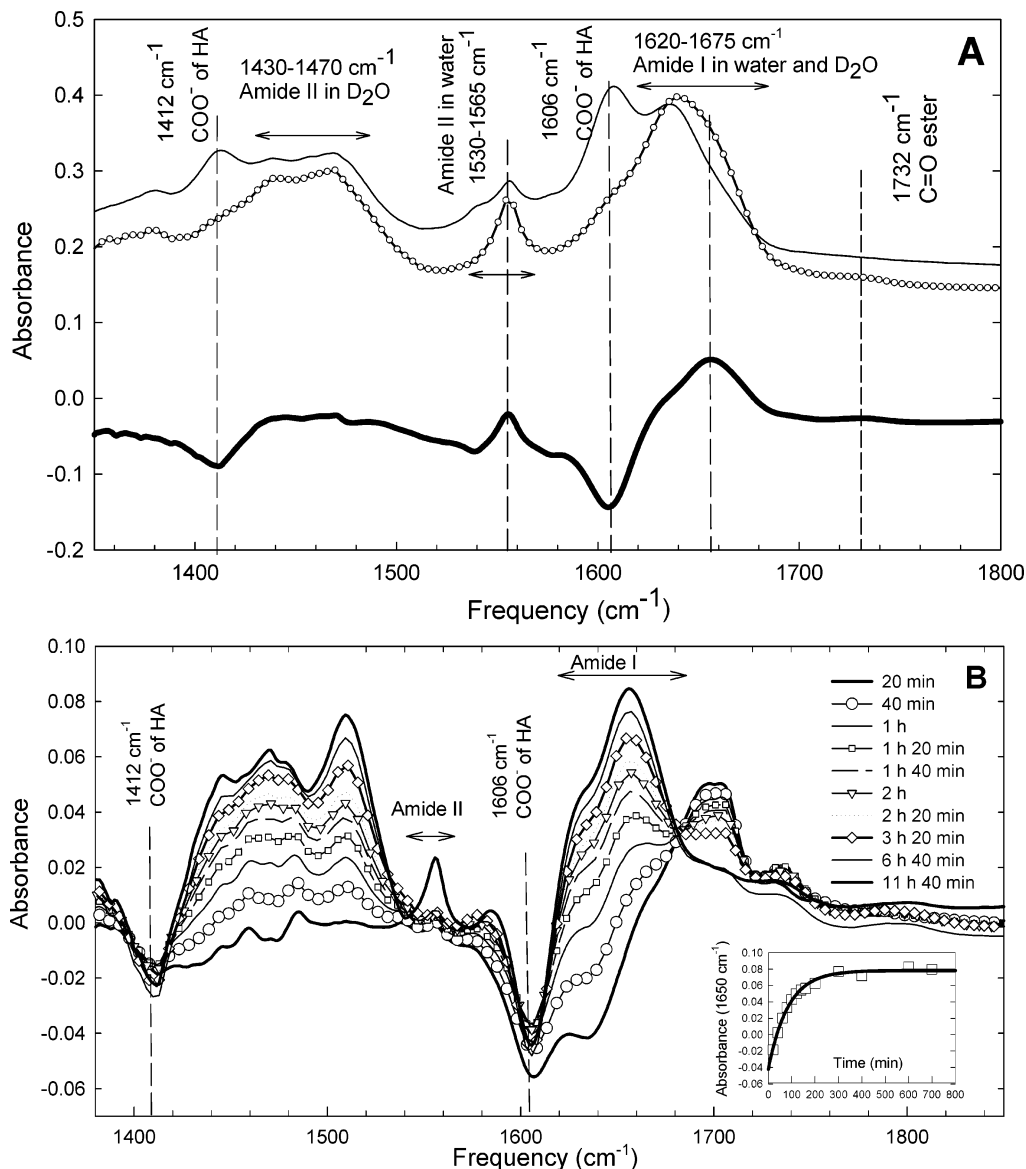 A
0.5
0.4
0.3
0.2
0.1
0.0
-0.1
-0.2
Absorbance
1412 cm⁻¹
COO⁻ of HA
1430-1470 cm⁻¹
Amide II in D₂O
Amide II in water
1530-1565 cm⁻¹
1606 cm⁻¹
COO⁻ of HA
1620-1675 cm⁻¹
Amide I in water and D₂O
1732 cm⁻¹
C=O ester
1400
1500
1600
1700
1800
Frequency (cm⁻¹)
B
0.10
0.08
0.06
0.04
0.02
0.00
-0.02
-0.04
-0.06
Absorbance
1412 cm⁻¹
COO⁻ of HA
Amide II
1606 cm⁻¹
COO⁻ of HA
Amide I
20 min
40 min
1 h
1 h 20 min
1 h 40 min
2 h
2 h 20 min
3 h 20 min
6 h 40 min
11 h 40 min
Absorbance (1650 cm⁻¹)
0.10
0.08
0.06
0.04
0.02
0.00
-0.02
-0.04
-0.06
Time (min)
0 100 200 300 400 500 600 700 800
1400
1500
1600
1700
1800
Frequency (cm⁻¹)